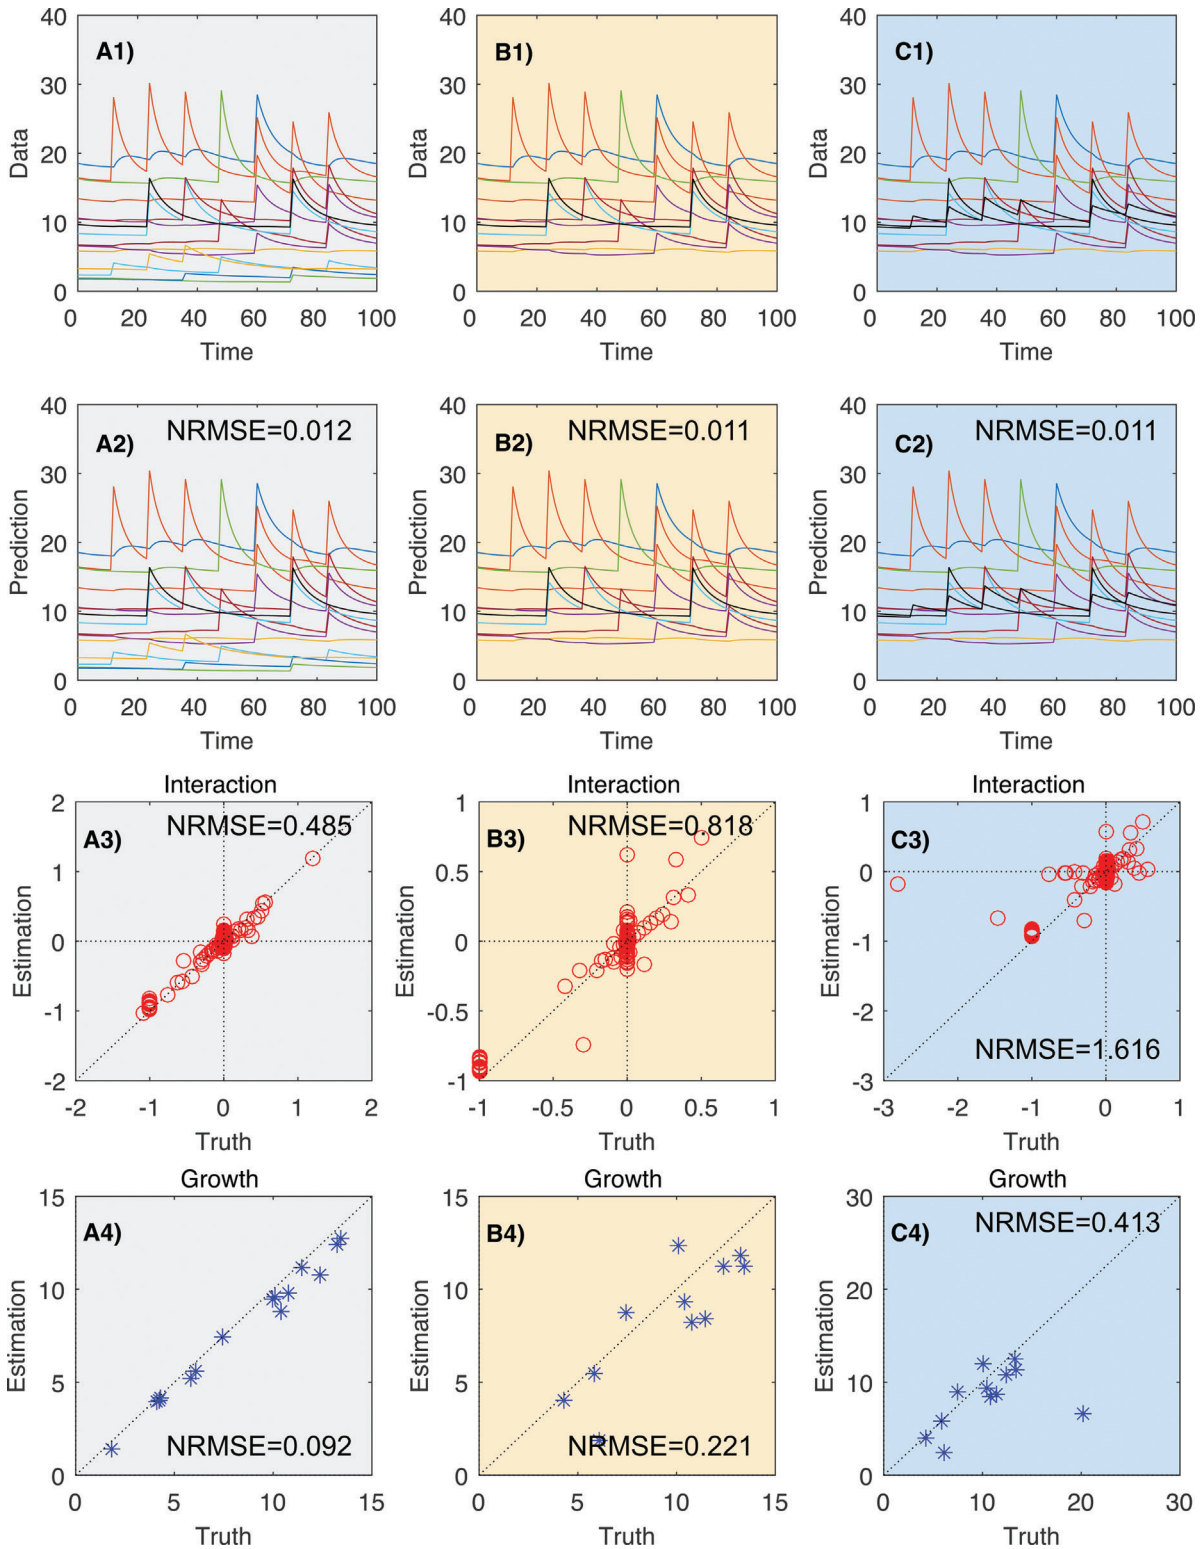 A1)
Data
40
30
20
10
0
0 20 40 60 80 100
Time
B1)
Data
40
30
20
10
0
0 20 40 60 80 100
Time
C1)
Data
40
30
20
10
0
0 20 40 60 80 100
Time
A2)
NRMSE=0.012
Prediction
40
30
20
10
0
0 20 40 60 80 100
Time
B2)
NRMSE=0.011
Prediction
40
30
20
10
0
0 20 40 60 80 100
Time
C2)
NRMSE=0.011
Prediction
40
30
20
10
0
0 20 40 60 80 100
Time
Interaction
A3)
NRMSE=0.485
Estimation
2
1
0
-1
-2
-2 -1 0 1 2
Truth
Interaction
B3)
NRMSE=0.818
Estimation
1
0.5
0
-0.5
-1
-1 -0.5 0 0.5 1
Truth
Interaction
C3)
NRMSE=1.616
Estimation
1
0
-1
-2
-3
-3 -2 -1 0 1
Truth
Growth
A4)
NRMSE=0.092
Estimation
15
10
5
0
0 5 10 15
Truth
Growth
B4)
NRMSE=0.221
Estimation
15
10
5
0
0 5 10 15
Truth
Growth
C4)
NRMSE=0.413
Estimation
30
20
10
0
0 10 20 30
Truth